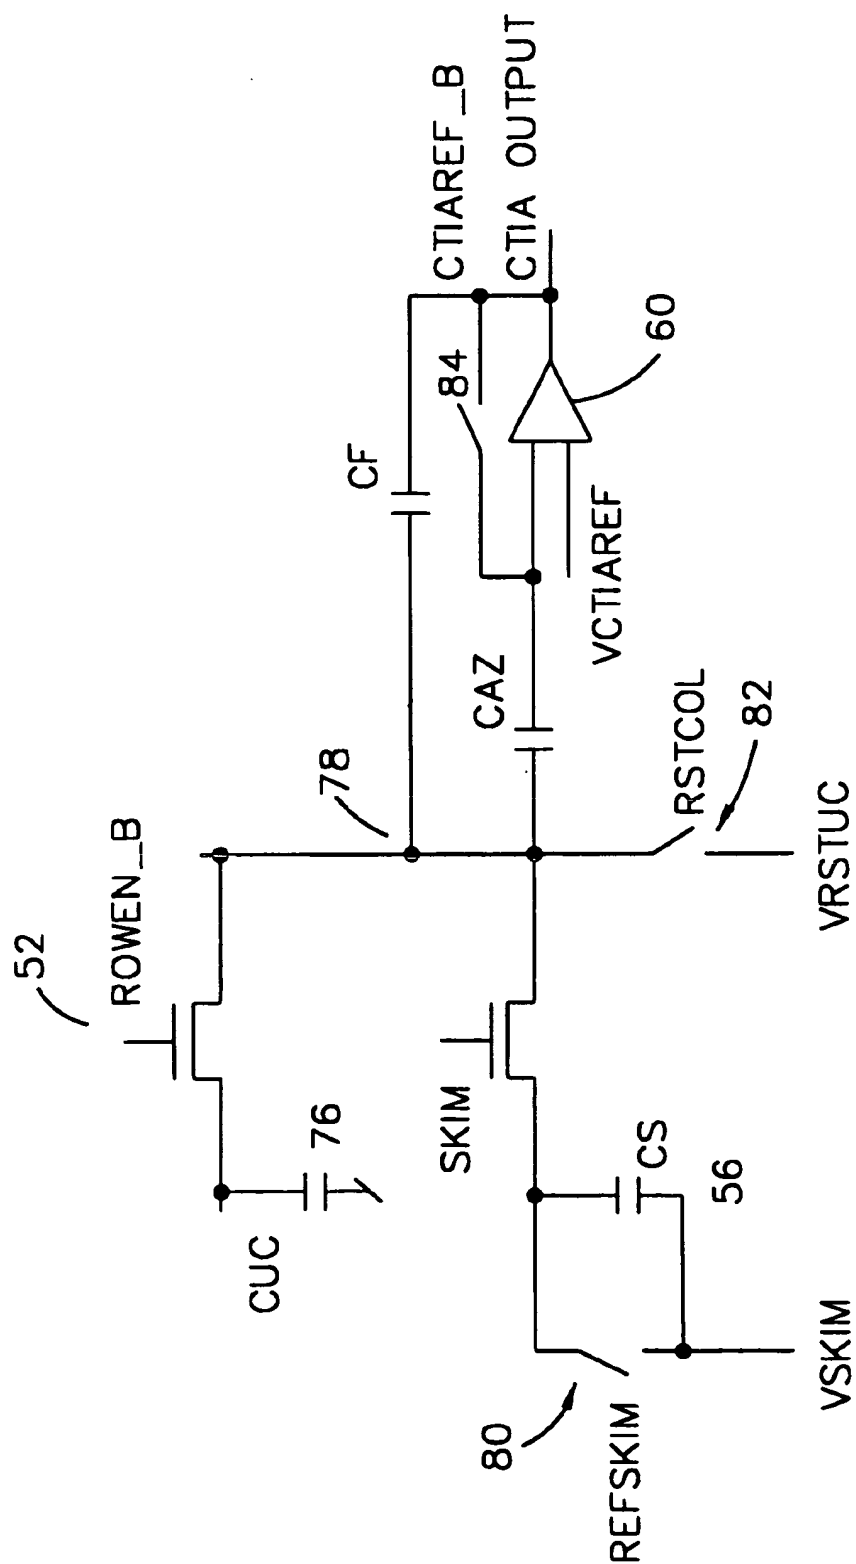 52
ROWEN_B
78
CF
CTIAREF_B
CTIA OUTPUT
84
60
CUC
76
CAZ
VCTIAREF
SKIM
CS
56
RSTCOL
82
80
REFSKIM
VSKIM
VRSTUC